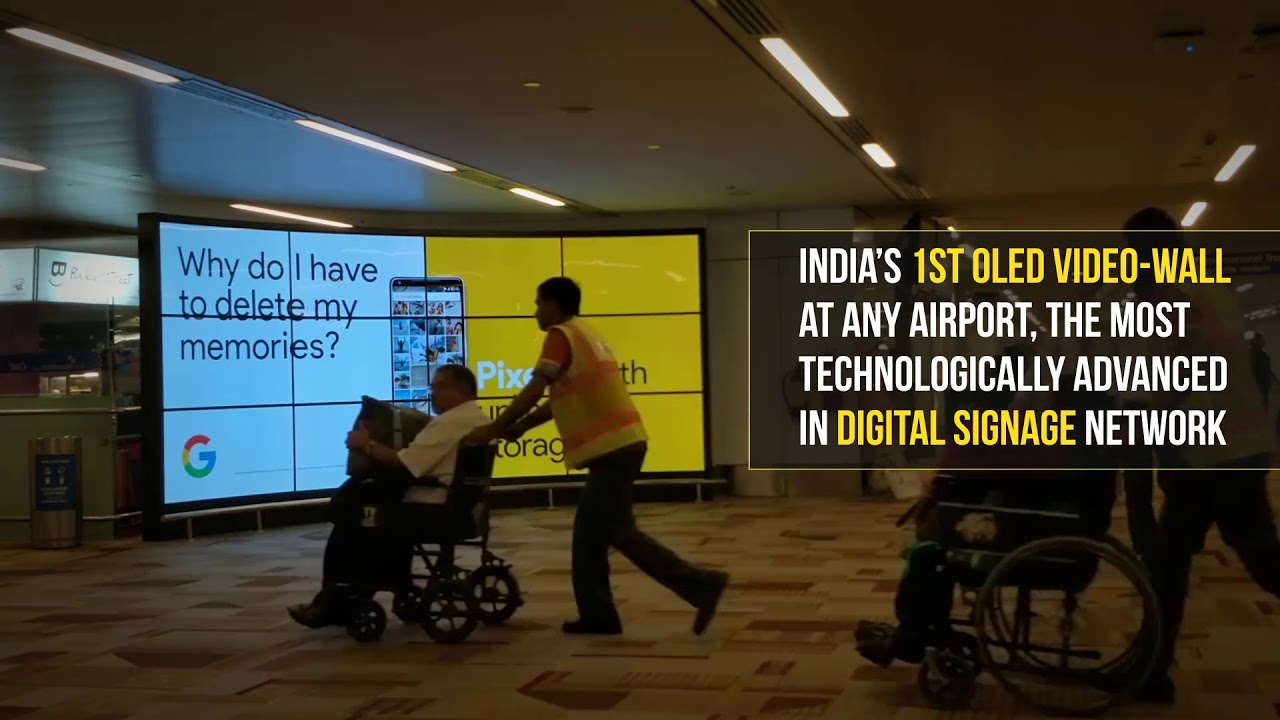 Why do I have
to delete my
memories?
G
INDIA'S 1ST OLED VIDEO-WALL
AT ANY AIRPORT, THE MOST
TECHNOLOGICALLY ADVANCED
IN DIGITAL SIGNAGE NETWORK